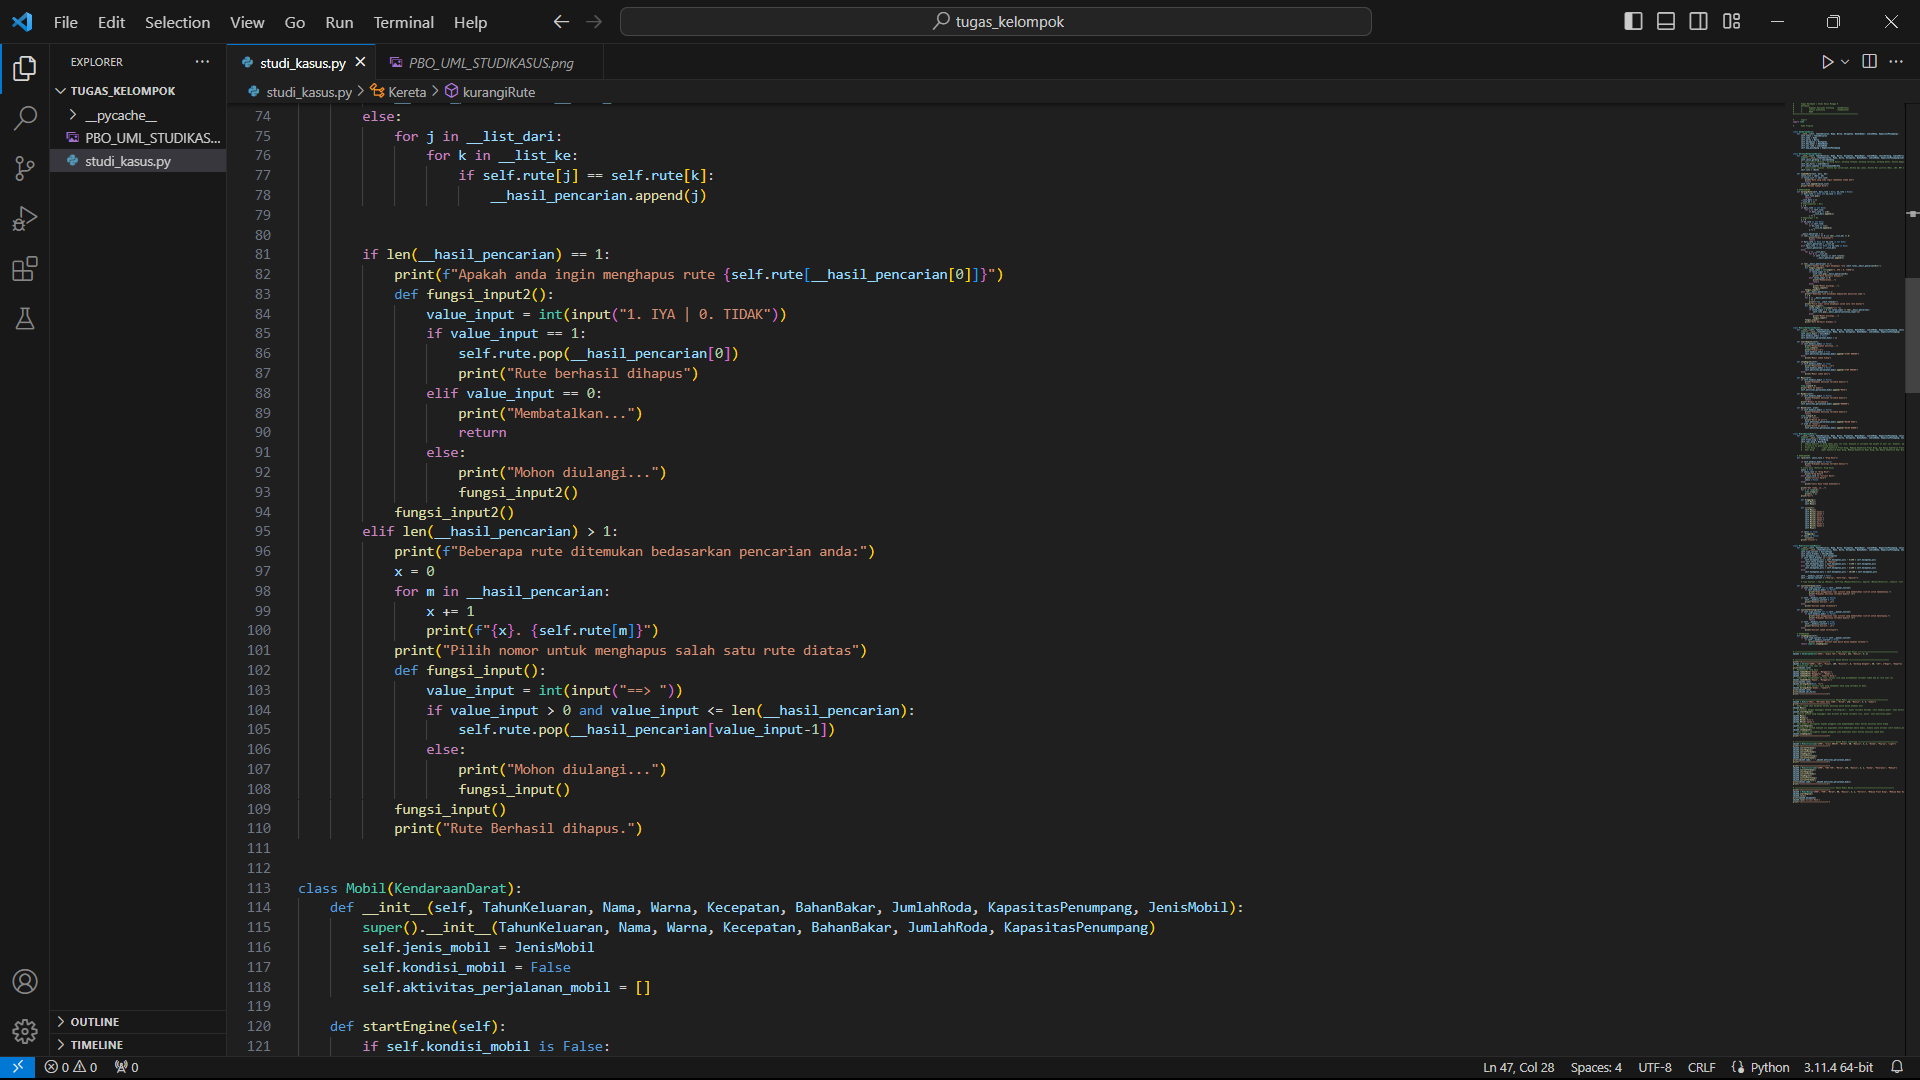 File Edit Selection View Go Run Terminal Help
tugas_kelompok
EXPLORER
TUGAS_KELOMPOK
__pycache__
PBO_UML_STUDIKAS...
studi_kasus.py
OUTLINE
TIMELINE
studi_kasus.py PBO_UML_STUDIKASUS.png
studi_kasus.py > Kereta > kurangiRute
74 else:
75 for j in __list_dari:
76 for k in __list_ke:
77 if self.rute[j] == self.rute[k]:
78 __hasil_pencarian.append(j)
79
80
81 if len(__hasil_pencarian) == 1:
82 print(f"Apakah anda ingin menghapus rute {self.rute[__hasil_pencarian[0]]}")
83 def fungsi_input2():
84 value_input = int(input("1. IYA | 0. TIDAK"))
85 if value_input == 1:
86 self.rute.pop(__hasil_pencarian[0])
87 print("Rute berhasil dihapus")
88 elif value_input == 0:
89 print("Membatalkan...")
90 return
91 else:
92 print("Mohon diulangi...")
93 fungsi_input2()
94 fungsi_input2()
95 elif len(__hasil_pencarian) > 1:
96 print(f"Beberapa rute ditemukan bedasarkan pencarian anda:")
97 x = 0
98 for m in __hasil_pencarian:
99 x += 1
100 print(f"{x}. {self.rute[m]}")
101 print("Pilih nomor untuk menghapus salah satu rute diatas")
102 def fungsi_input():
103 value_input = int(input("==> "))
104 if value_input > 0 and value_input <= len(__hasil_pencarian):
105 self.rute.pop(__hasil_pencarian[value_input-1])
106 else:
107 print("Mohon diulangi...")
108 fungsi_input()
109 fungsi_input()
110 print("Rute Berhasil dihapus.")
111
112
113 class Mobil(KendaraanDarat):
114 def __init__(self, TahunKeluaran, Nama, Warna, Kecepatan, BahanBakar, JumlahRoda, KapasitasPenumpang, JenisMobil):
115 super().__init__(TahunKeluaran, Nama, Warna, Kecepatan, BahanBakar, JumlahRoda, KapasitasPenumpang)
116 self.jenis_mobil = JenisMobil
117 self.kondisi_mobil = False
118 self.aktivitas_perjalanan_mobil = []
119
120 def startEngine(self):
121 if self.kondisi_mobil is False:
0 0 0 Ln 47, Col 28 Spaces: 4 UTF-8 CRLF Python 3.11.4 64-bit